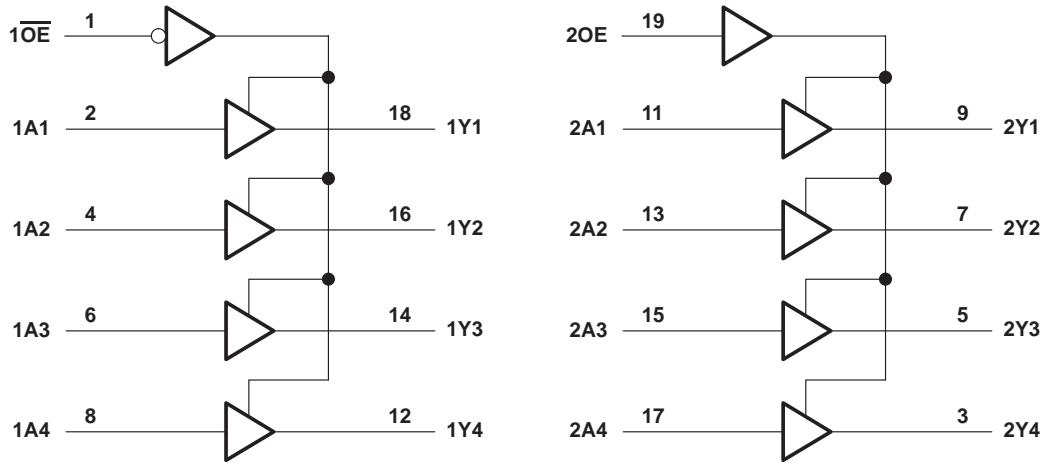 1O̅E̅ 1
1A1 2 18 1Y1
1A2 4 16 1Y2
1A3 6 14 1Y3
1A4 8 12 1Y4
2OE 19
2A1 11 9 2Y1
2A2 13 7 2Y2
2A3 15 5 2Y3
2A4 17 3 2Y4